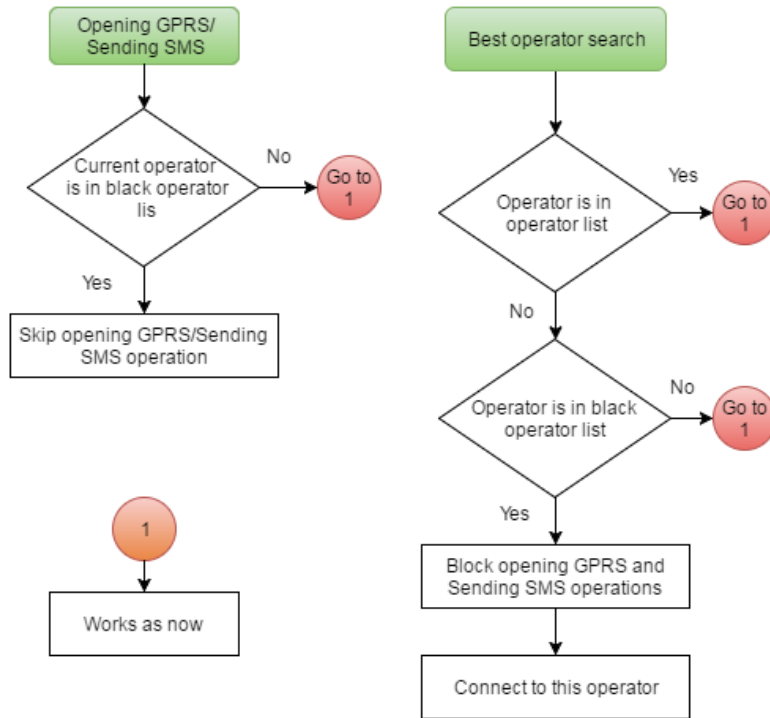 Opening GPRS/
Sending SMS
Current operator
is in black operator
lis
No
Go to
1
Yes
Skip opening GPRS/Sending
SMS operation
1
Works as now
Best operator search
Operator is in
operator list
Yes
Go to
1
No
Operator is in black
operator list
No
Go to
1
Yes
Block opening GPRS and
Sending SMS operations
Connect to this operator